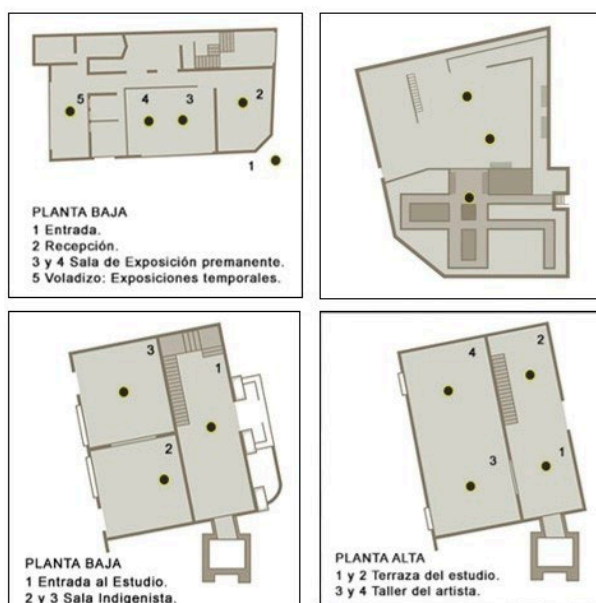 5
4
3
2
1
PLANTA BAJA
1 Entrada.
2 Recepción.
3 y 4 Sala de Exposición premanente.
5 Voladizo: Exposiciones temporales.
3
1
2
PLANTA BAJA
1 Entrada al Estudio.
2 y 3 Sala Indigenista.
4
2
3
1
PLANTA ALTA
1 y 2 Terraza del estudio.
3 y 4 Taller del artista.